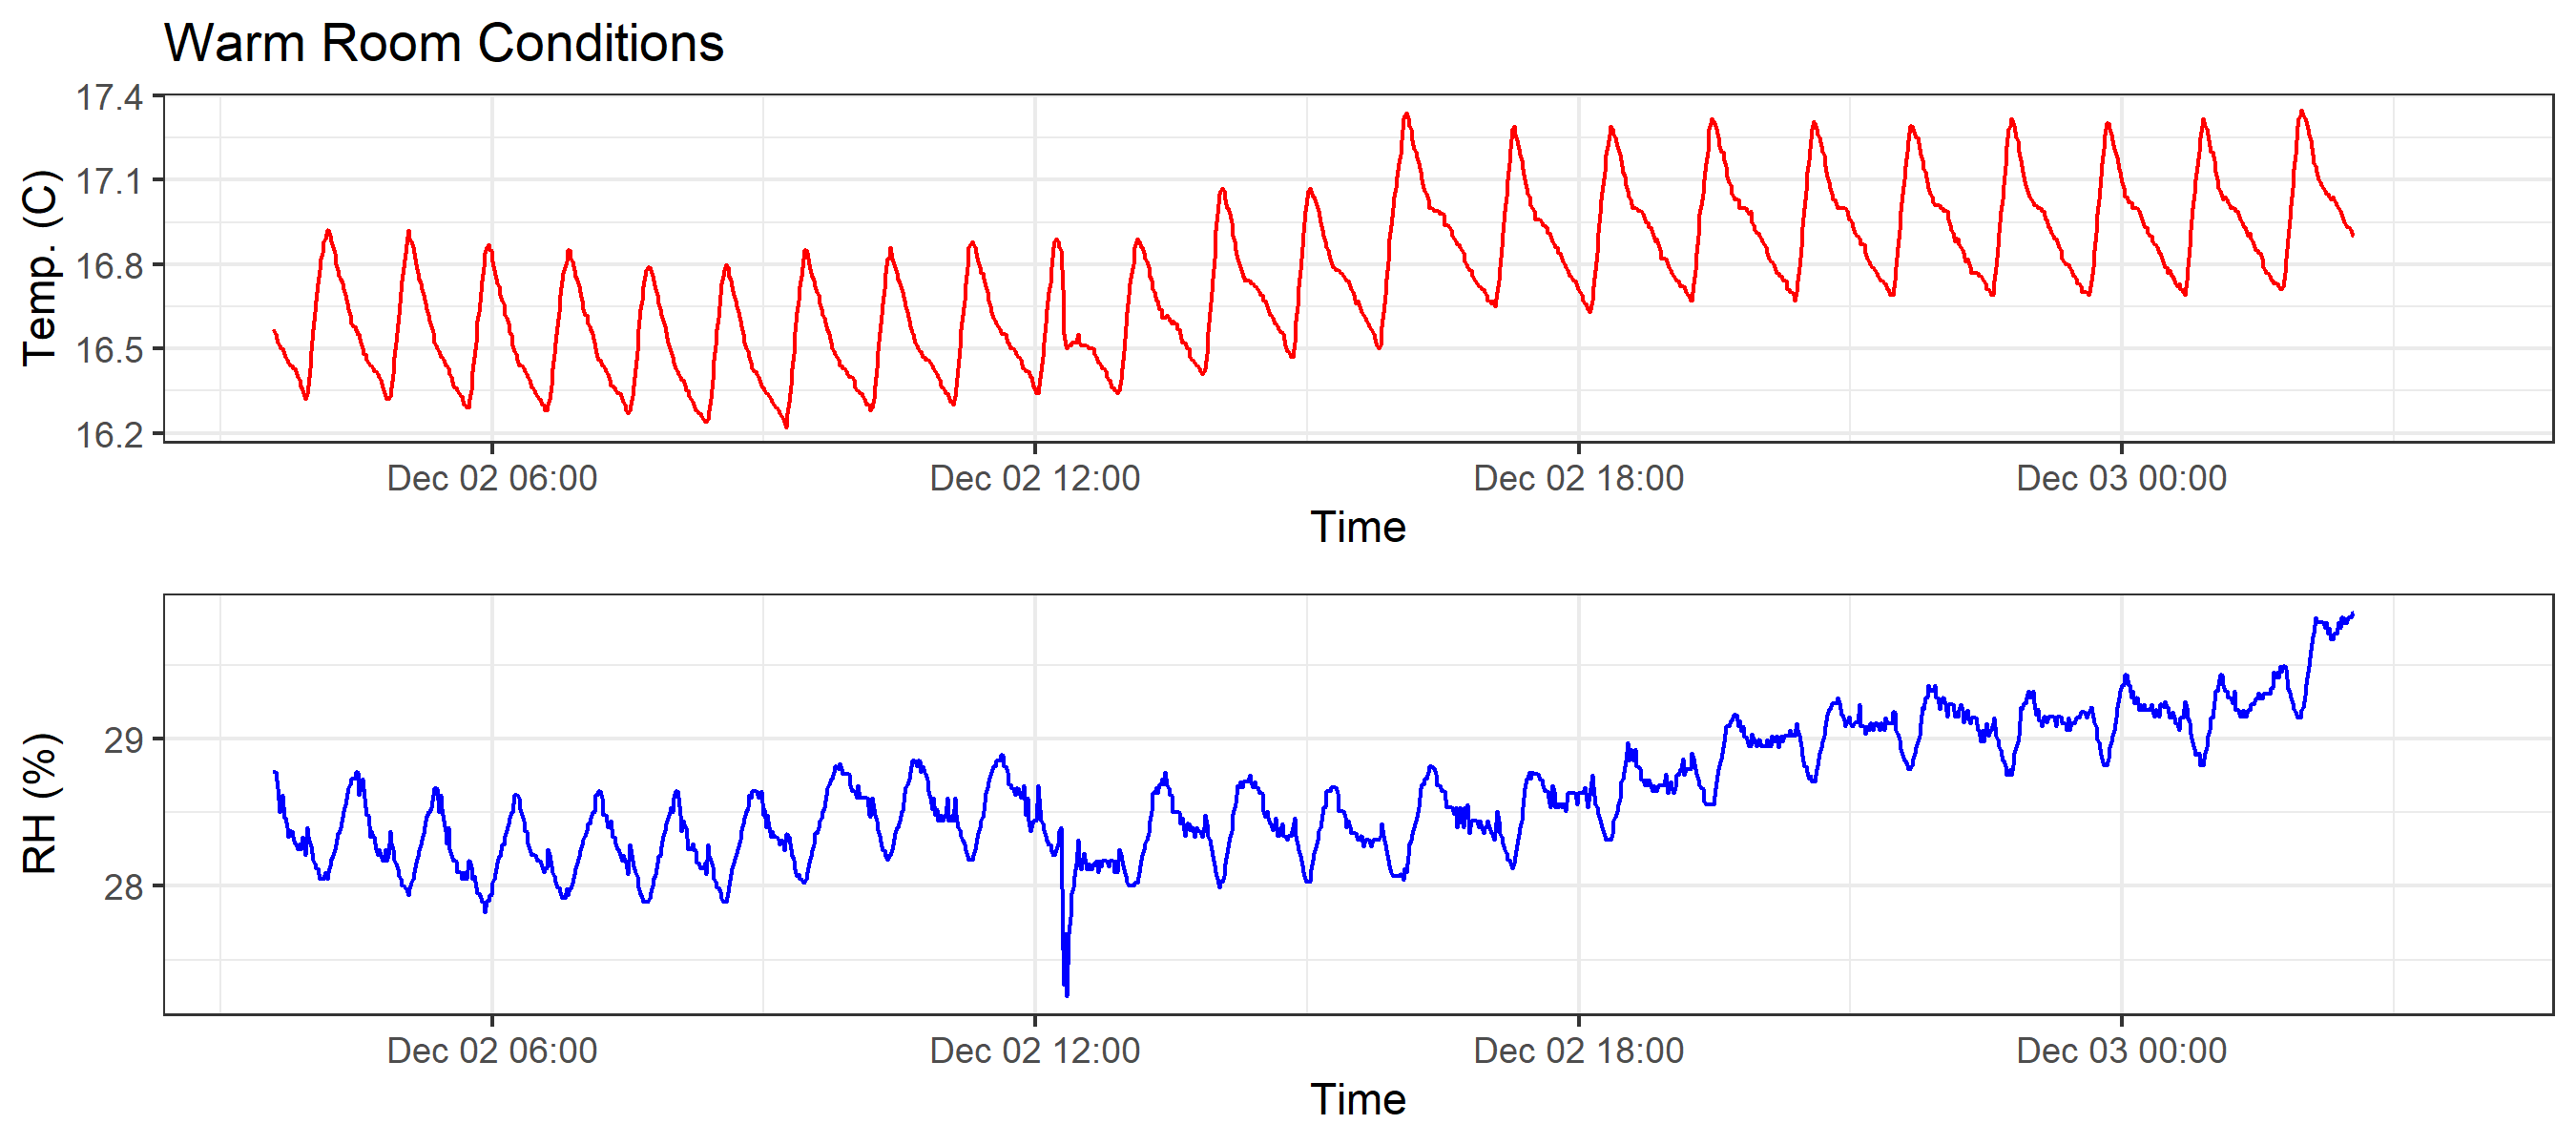 Warm Room Conditions
Temp. (C)
17.4
17.1
16.8
16.5
16.2
Dec 02 06:00 Dec 02 12:00 Dec 02 18:00 Dec 03 00:00
Time
RH (%)
29
28
Dec 02 06:00 Dec 02 12:00 Dec 02 18:00 Dec 03 00:00
Time